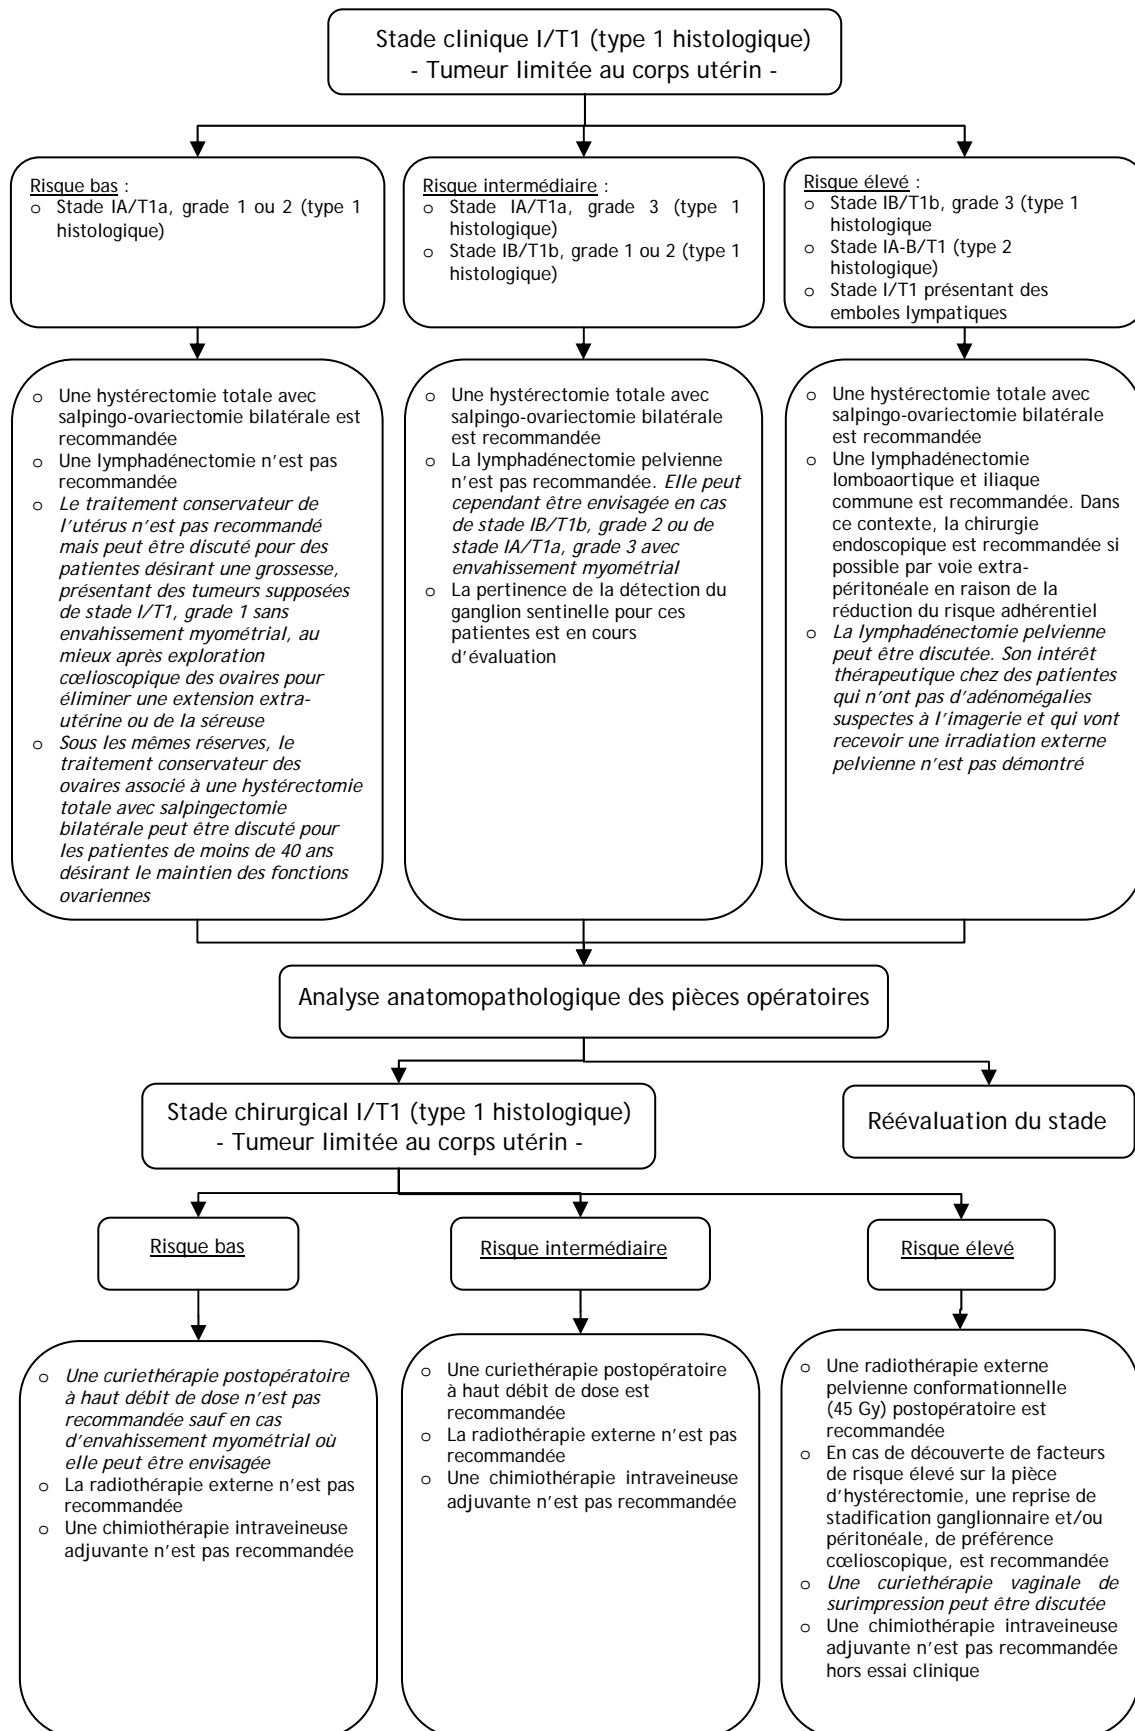 Stade clinique I/T1 (type 1 histologique)
- Tumeur limitée au corps utérin -
Risque bas :
o Stade IA/T1a, grade 1 ou 2 (type 1
histologique)
Risque intermédiaire :
o Stade IA/T1a, grade 3 (type 1
histologique)
o Stade IB/T1b, grade 1 ou 2 (type 1
histologique)
Risque élevé :
o Stade IB/T1b, grade 3 (type 1
histologique
o Stade IA-B/T1 (type 2
histologique)
o Stade I/T1 présentant des
emboles lympatiques
o Une hystérectomie totale avec
salpingo-ovariectomie bilatérale est
recommandée
o Une lymphadénectomie n'est pas
recommandée
o Le traitement conservateur de
l'utérus n'est pas recommandé
mais peut être discuté pour des
patientes désirant une grossesse,
présentant des tumeurs supposées
de stade I/T1, grade 1 sans
envahissement myométrial, au
mieux après exploration
cœlioscopique des ovaires pour
éliminer une extension extra-
utérine ou de la séreuse
o Sous les mêmes réserves, le
traitement conservateur des
ovaires associé à une hystérectomie
totale avec salpingectomie
bilatérale peut être discuté pour
les patientes de moins de 40 ans
désirant le maintien des fonctions
ovariennes
o Une hystérectomie totale avec
salpingo-ovariectomie bilatérale
est recommandée
o La lymphadénectomie pelvienne
n'est pas recommandée. Elle peut
cependant être envisagée en cas
de stade IB/T1b, grade 2 ou de
stade IA/T1a, grade 3 avec
envahissement myométrial
o La pertinence de la détection du
ganglion sentinelle pour ces
patientes est en cours
d'évaluation
o Une hystérectomie totale avec
salpingo-ovariectomie bilatérale
est recommandée
o Une lymphadénectomie
lomboaortique et iliaque
commune est recommandée. Dans
ce contexte, la chirurgie
endoscopique est recommandée si
possible par voie extra-
péritonéale en raison de la
réduction du risque adhérentiel
o La lymphadénectomie pelvienne
peut être discutée. Son intérêt
thérapeutique chez des patientes
qui n'ont pas d'adénomégalies
suspectes à l'imagerie et qui vont
recevoir une irradiation externe
pelvienne n'est pas démontré
Analyse anatomopathologique des pièces opératoires
Stade chirurgical I/T1 (type 1 histologique)
- Tumeur limitée au corps utérin -
Réévaluation du stade
Risque bas
Risque intermédiaire
Risque élevé
o Une curiethérapie postopératoire
à haut débit de dose n'est pas
recommandée sauf en cas
d'envahissement myométrial où
elle peut être envisagée
o La radiothérapie externe n'est pas
recommandée
o Une chimiothérapie intraveineuse
adjuvante n'est pas recommandée
o Une curiethérapie postopératoire
à haut débit de dose est
recommandée
o La radiothérapie externe n'est pas
recommandée
o Une chimiothérapie intraveineuse
adjuvante n'est pas recommandée
o Une radiothérapie externe
pelvienne conformationnelle
(45 Gy) postopératoire est
recommandée
o En cas de découverte de facteurs
de risque élevé sur la pièce
d'hystérectomie, une reprise de
stadification ganglionnaire et/ou
péritonéale, de préférence
cœlioscopique, est recommandée
o Une curiethérapie vaginale de
surimpression peut être discutée
o Une chimiothérapie intraveineuse
adjuvante n'est pas recommandée
hors essai clinique